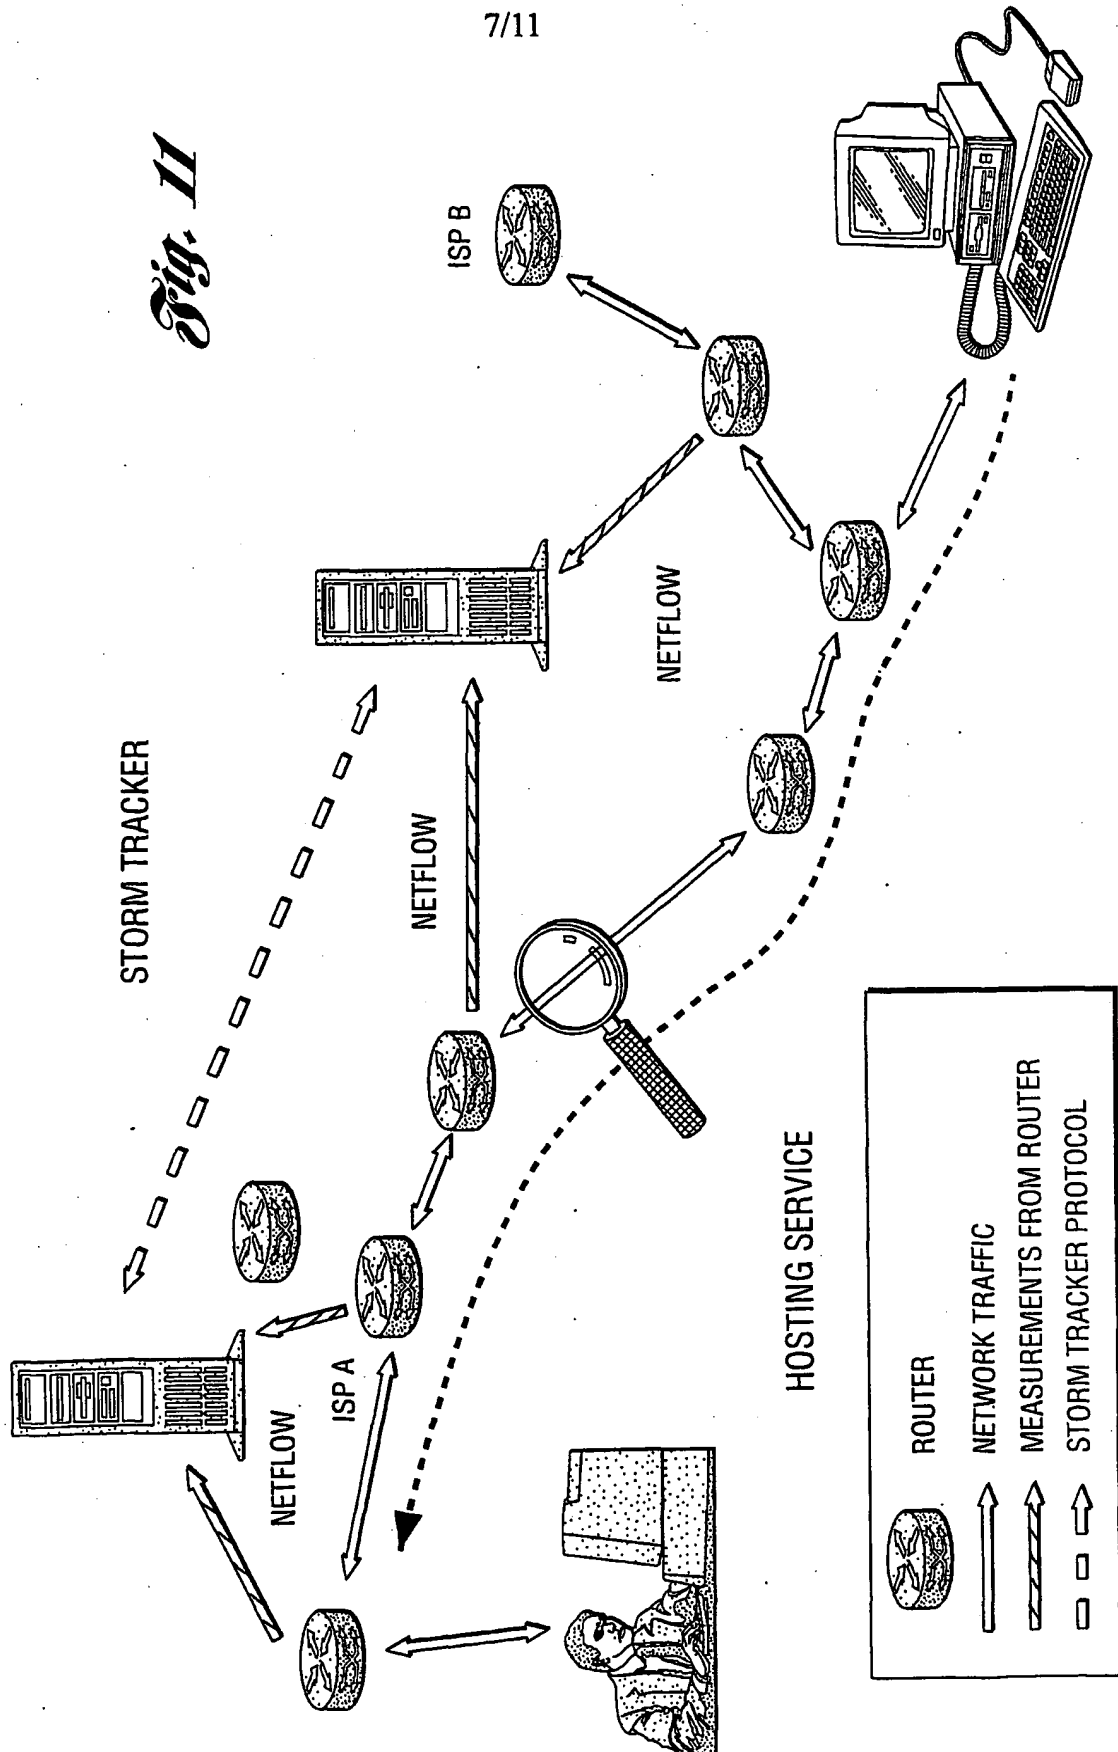 7/11
Fig. 11
STORM TRACKER
ISP B
NETFLOW
NETFLOW
NETFLOW
ISP A
HOSTING SERVICE
ROUTER
NETWORK TRAFFIC
MEASUREMENTS FROM ROUTER
STORM TRACKER PROTOCOL